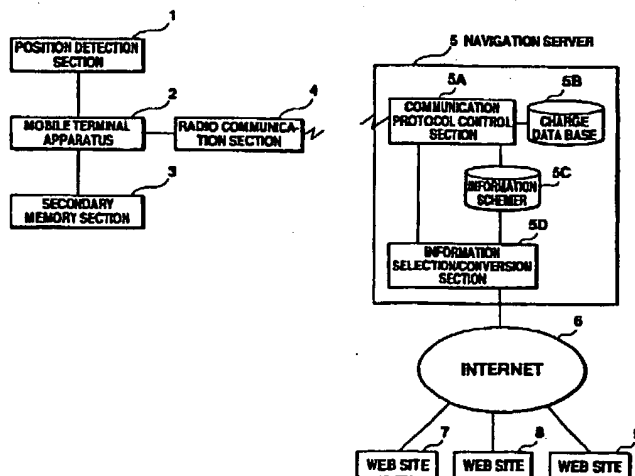 1
POSITION DETECTION
SECTION
2
MOBILE TERMINAL
APPARATUS
4
RADIO COMMUNICA-
TION SECTION
3
SECONDARY
MEMORY SECTION
5 NAVIGATION SERVER
5A
COMMUNICATION
PROTOCOL CONTROL
SECTION
5B
CHARGE
DATA BASE
5C
INFORMATION
SCHEMER
5D
INFORMATION
SELECTION/CONVERSION
SECTION
6
INTERNET
7
WEB SITE
8
WEB SITE
WEB SITE